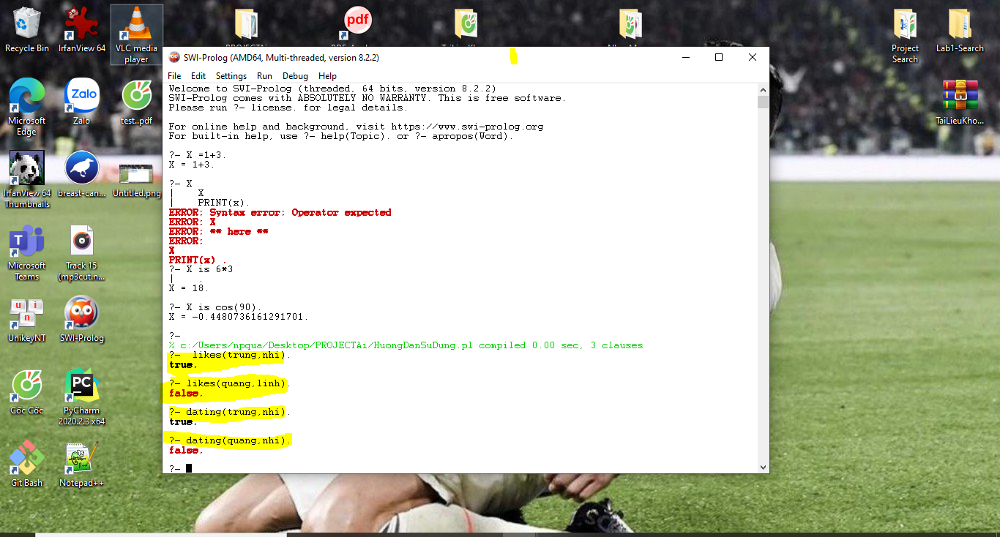 Recycle Bin
IrfanView 64
VLC media
player
pdf
Project
Search
Lab1-Search
Microsoft
Edge
Zalo
Zalo
test..pdf
TaiLieuKho...
IrfanView 64
Thumbnails
breast-can...
Untitled.png
Microsoft
Teams
Track 15
(mp3cut.n...
u i n
UnikeyNT
SWI-Prolog
Cốc Cốc
PC
PyCharm
2020.2.3 x64
Git Bash
Notepad++
SWI-Prolog (AMD64, Multi-threaded, version 8.2.2)
File Edit Settings Run Debug Help
Welcome to SWI-Prolog (threaded, 64 bits, version 8.2.2)
SWI-Prolog comes with ABSOLUTELY NO WARRANTY. This is free software.
Please run ?- license. for legal details.
For online help and background, visit https://www.swi-prolog.org
For built-in help, use ?- help(Topic). or ?- apropos(Word).
?- X =1+3.
X = 1+3.
?- X
| X
| PRINT(x).
ERROR: Syntax error: Operator expected
ERROR: X
ERROR: ** here **
ERROR:
X
PRINT(x) .
?- X is 6*3
| .
X = 18.
?- X is cos(90).
X = -0.4480736161291701.
?-
% c:/Users/npqua/Desktop/PROJECTAi/HuongDanSuDung.pl compiled 0.00 sec, 3 clauses
?- likes(trung,nhi).
true.
?- likes(quang,linh).
false.
?- dating(trung,nhi).
true.
?- dating(quang,nhi).
false.
?-